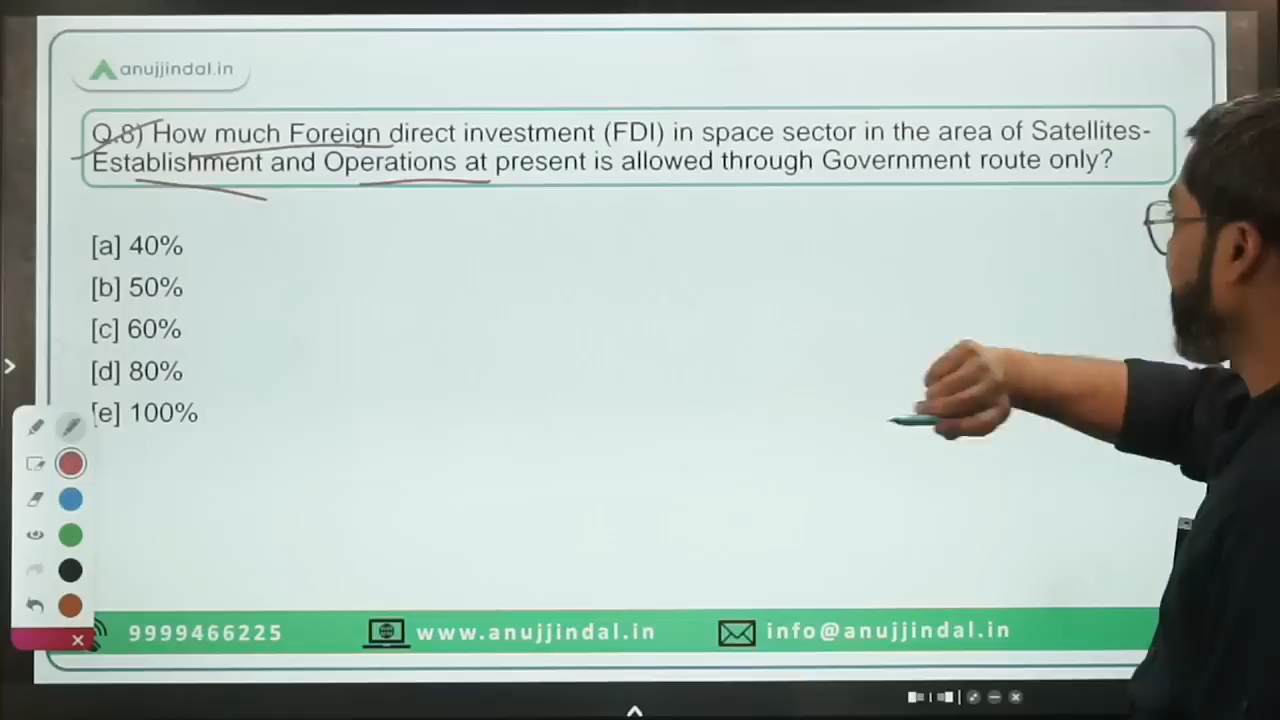 anujjindal.in
Q.8) How much Foreign direct investment (FDI) in space sector in the area of Satellites-
Establishment and Operations at present is allowed through Government route only?
[a] 40%
[b] 50%
[c] 60%
[d] 80%
[e] 100%
9999466225
www.anujjindal.in
info@anujjindal.in